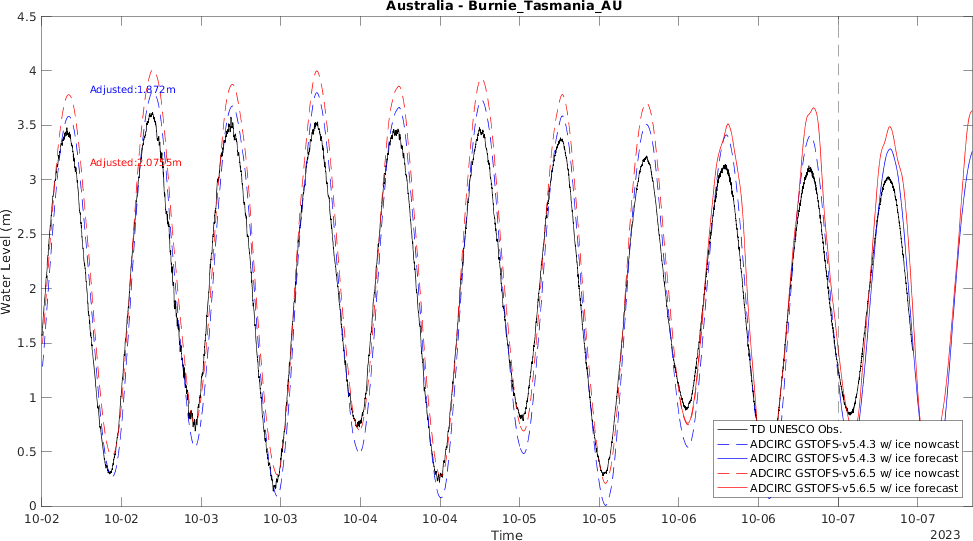 Australia - Burnie_Tasmania_AU
4.5
4
3.5
3
2.5
2
1.5
1
0.5
0
Water Level (m)
Adjusted:1.872m
Adjusted:2.0755m
TD UNESCO Obs.
ADCIRC GSTOFS-v5.4.3 w/ ice nowcast
ADCIRC GSTOFS-v5.4.3 w/ ice forecast
ADCIRC GSTOFS-v5.6.5 w/ ice nowcast
ADCIRC GSTOFS-v5.6.5 w/ ice forecast
10-02 10-02 10-03 10-03 10-04 10-04 10-05 10-05 10-06 10-06 10-07 10-07
Time
2023